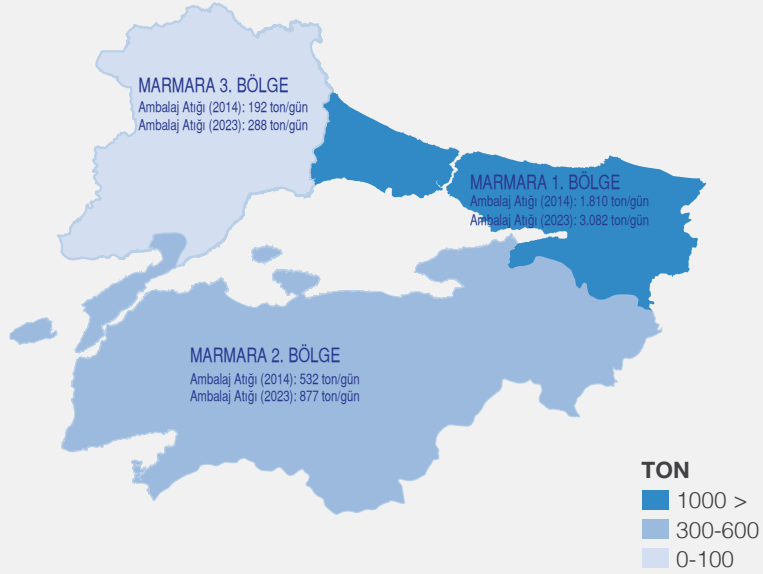 MARMARA 3. BÖLGE
Ambalaj Atığı (2014): 192 ton/gün
Ambalaj Atığı (2023): 288 ton/gün
MARMARA 1. BÖLGE
Ambalaj Atığı (2014): 1.810 ton/gün
Ambalaj Atığı (2023): 3.082 ton/gün
MARMARA 2. BÖLGE
Ambalaj Atığı (2014): 532 ton/gün
Ambalaj Atığı (2023): 877 ton/gün
TON
1000 >
300-600
0-100